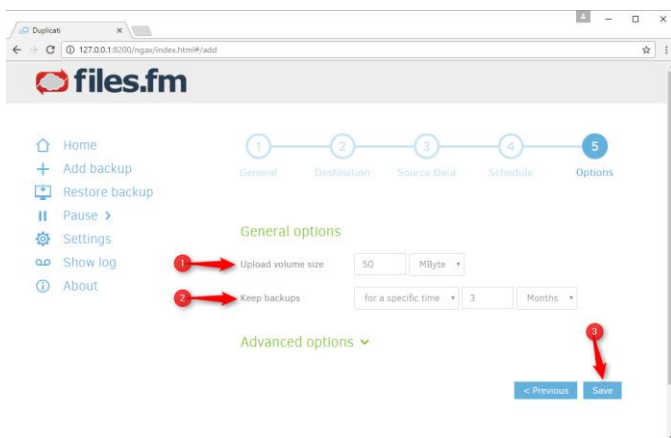 Duplicati
127.0.0.1:8200/ngax/index.html#/add
files.fm
Home
Add backup
Restore backup
Pause >
Settings
Show log
About
1 2 3 4 5
General Destination Source Data Schedule Options
General options
1 Upload volume size 50 MByte
2 Keep backups for a specific time 3 Months
Advanced options
3
< Previous Save